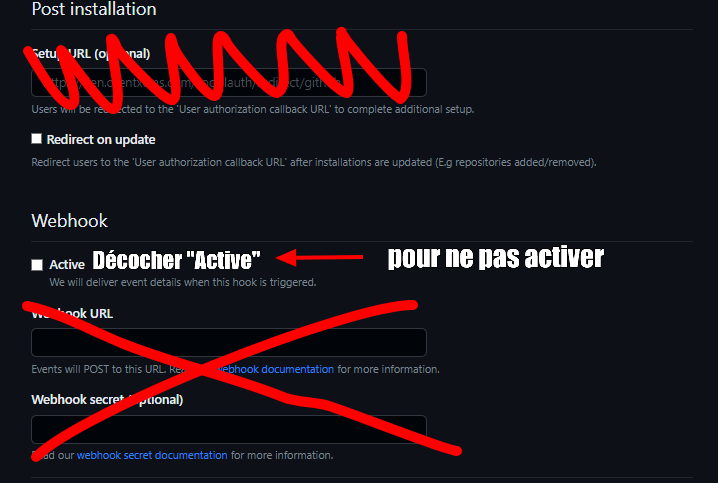 Post installation
Setup URL (optional)
Users will be redirected to the 'User authorization callback URL' to complete additional setup.
Redirect on update
Redirect users to the 'User authorization callback URL' after installations are updated (E.g repositories added/removed).
Webhook
Active Décocher "Active" pour ne pas activer
We will deliver event details when this hook is triggered.
Webhook URL
Events will POST to this URL. Read our webhook documentation for more information.
Webhook secret (optional)
Read our webhook secret documentation for more information.